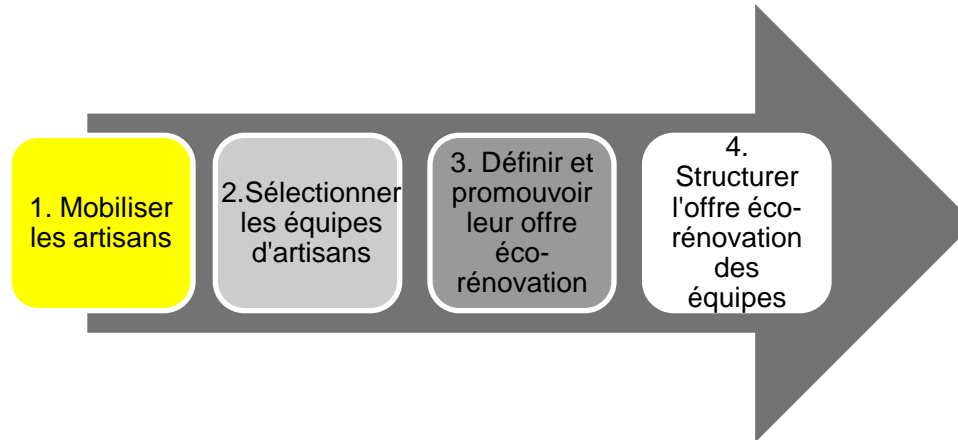 1. Mobiliser
les artisans
2.Sélectionner
les équipes
d'artisans
3. Définir et
promouvoir
leur offre
éco-
rénovation
4.
Structurer
l'offre éco-
rénovation
des
équipes